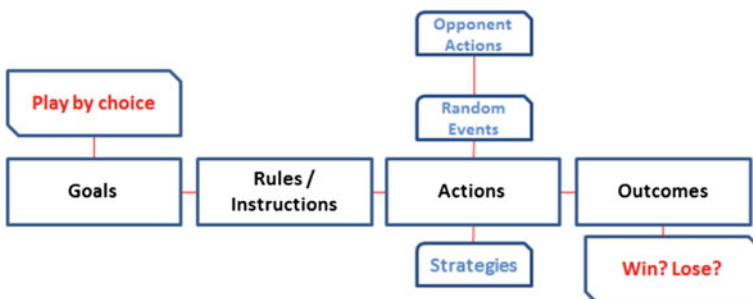 Opponent
Actions
Play by choice
Random
Events
Goals
Rules /
Instructions
Actions
Outcomes
Strategies
Win? Lose?